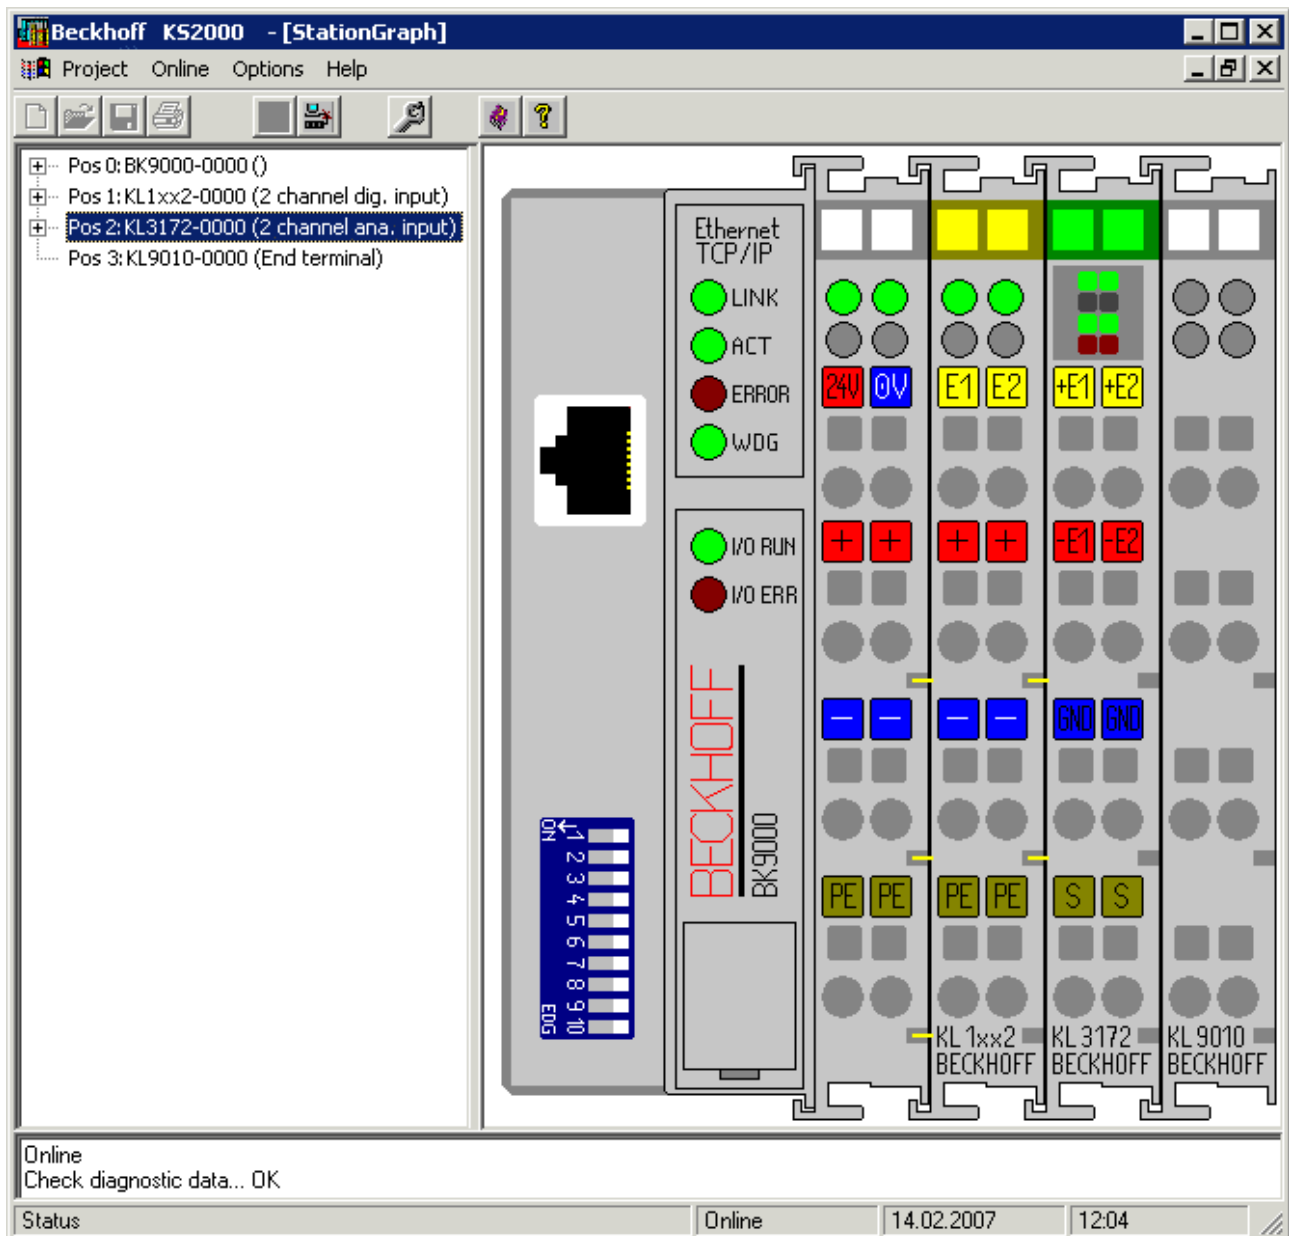 Beckhoff KS2000 - [StationGraph]
Project Online Options Help
Pos 0: BK9000-0000 ()
Pos 1: KL1xx2-0000 (2 channel dig. input)
Pos 2: KL3172-0000 (2 channel ana. input)
Pos 3: KL9010-0000 (End terminal)
Ethernet
TCP/IP
LINK
ACT
ERROR
WDG
I/O RUN
I/O ERR
BECKHOFF
BK9000
ON
1
2
3
4
5
6
7
8
9
10
EDG
24V 0V E1 E2 +E1 +E2
+ + + + -E1 -E2
- - - - GND GND
PE PE PE PE S S
KL 1xx2 KL 3172 KL 9010
BECKHOFF BECKHOFF BECKHOFF
Online
Check diagnostic data... OK
Status Online 14.02.2007 12:04